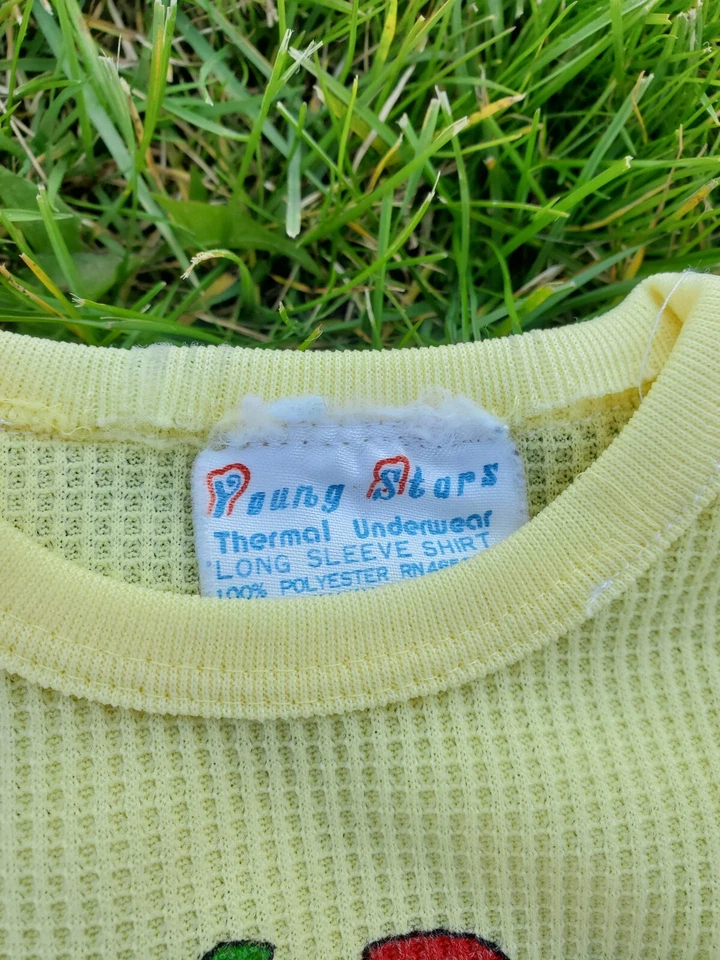 Young Stars
Thermal Underwear
LONG SLEEVE SHIRT
100% POLYESTER